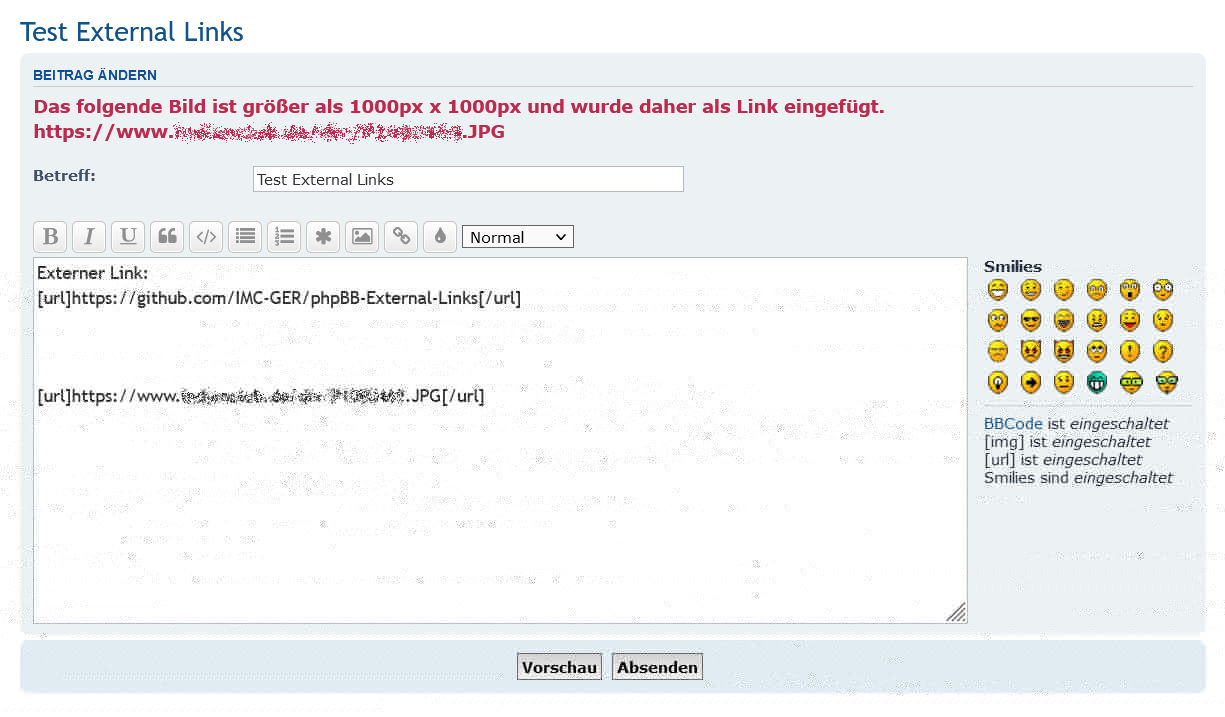 Test External Links
BEITRAG ÄNDERN
Das folgende Bild ist größer als 1000px x 1000px und wurde daher als Link eingefügt.
https://www. .JPG
Betreff:
Test External Links
B I U
Normal
Externer Link:
[url]https://github.com/IMC-GER/phpBB-External-Links[/url]
[url]https://www. .JPG[/url]
Smilies
BBCode ist eingeschaltet
[img] ist eingeschaltet
[url] ist eingeschaltet
Smilies sind eingeschaltet
Vorschau Absenden